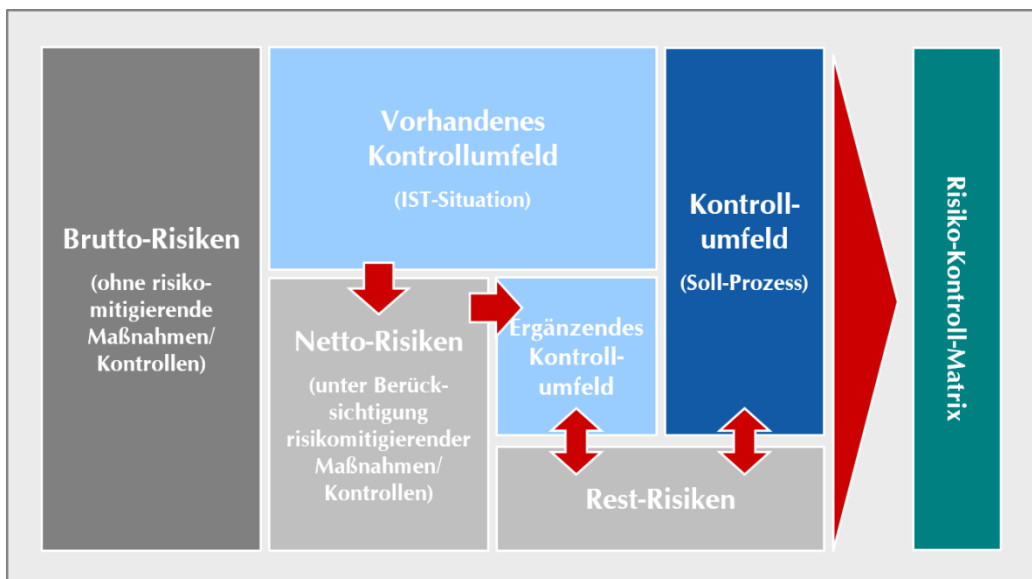 Brutto-Risiken
(ohne risiko-
mitigierende
Maßnahmen/
Kontrollen)
Vorhandenes
Kontrollumfeld
(IST-Situation)
Netto-Risiken
(unter Berück-
sichtigung
risikomitigierender
Maßnahmen/
Kontrollen)
Ergänzendes
Kontroll-
umfeld
Kontroll-
umfeld
(Soll-Prozess)
Rest-Risiken
Risiko-Kontroll-Matrix